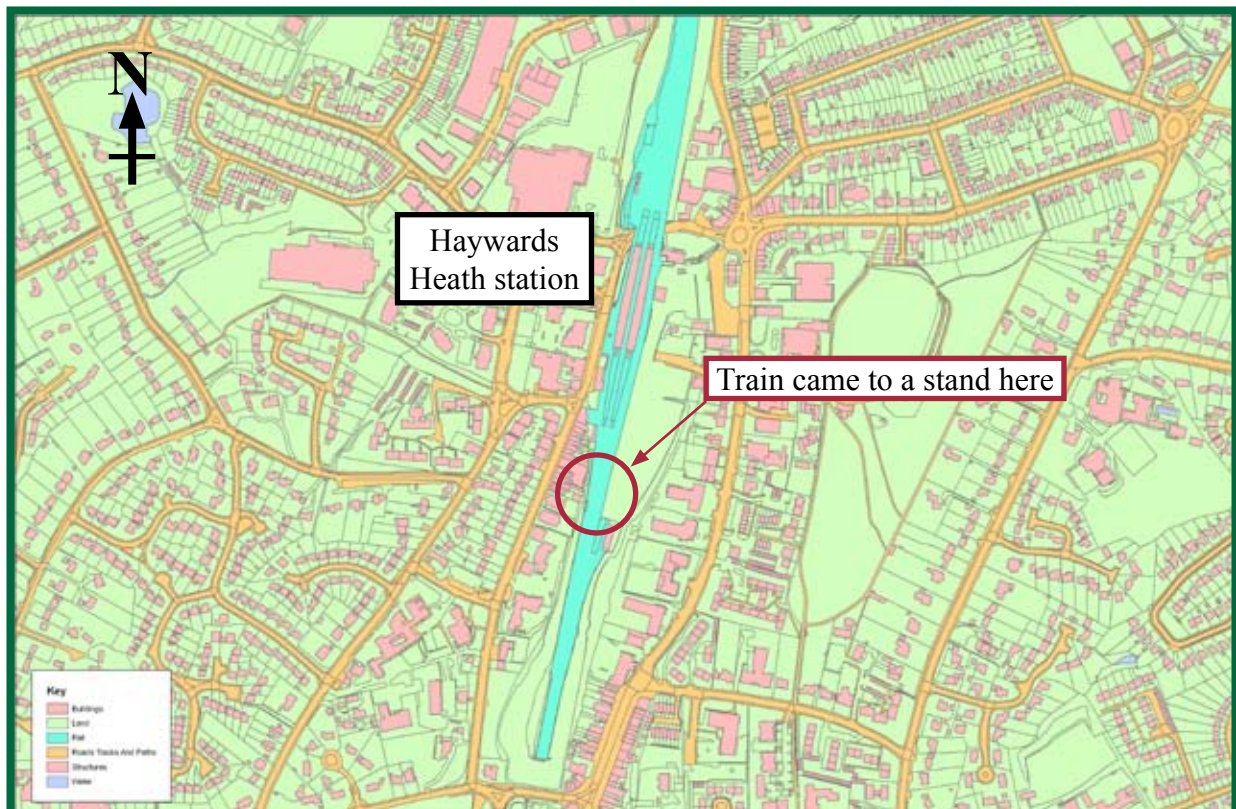 N
Haywards
Heath station
Train came to a stand here
Key
Buildings
Land
Rail
Roads Tracks And Paths
Structures
Water